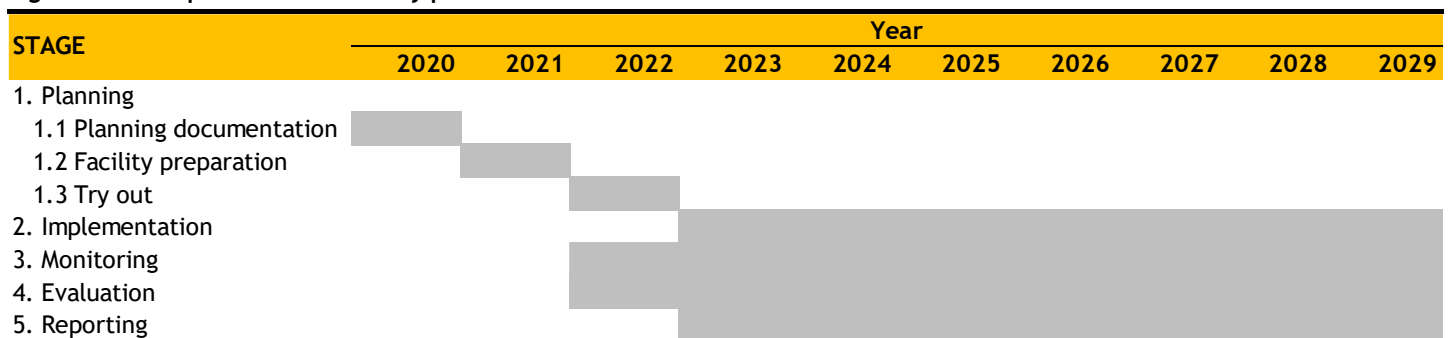 STAGE
Year
2020 2021 2022 2023 2024 2025 2026 2027 2028 2029
1. Planning
1.1 Planning documentation
1.2 Facility preparation
1.3 Try out
2. Implementation
3. Monitoring
4. Evaluation
5. Reporting